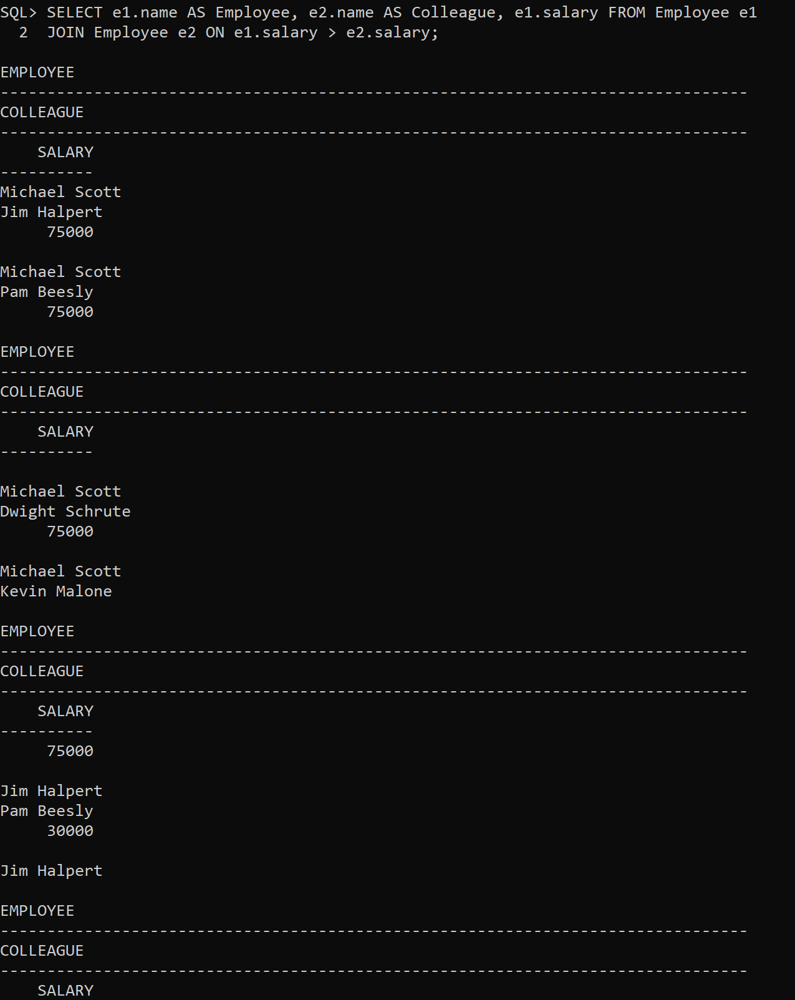 SQL> SELECT e1.name AS Employee, e2.name AS Colleague, e1.salary FROM Employee e1
  2  JOIN Employee e2 ON e1.salary > e2.salary;

EMPLOYEE
--------------------------------------------------------------------------------
COLLEAGUE
--------------------------------------------------------------------------------
    SALARY
----------
Michael Scott
Jim Halpert
     75000

Michael Scott
Pam Beesly
     75000

EMPLOYEE
--------------------------------------------------------------------------------
COLLEAGUE
--------------------------------------------------------------------------------
    SALARY
----------

Michael Scott
Dwight Schrute
     75000

Michael Scott
Kevin Malone

EMPLOYEE
--------------------------------------------------------------------------------
COLLEAGUE
--------------------------------------------------------------------------------
    SALARY
----------
     75000

Jim Halpert
Pam Beesly
     30000

Jim Halpert

EMPLOYEE
--------------------------------------------------------------------------------
COLLEAGUE
--------------------------------------------------------------------------------
    SALARY